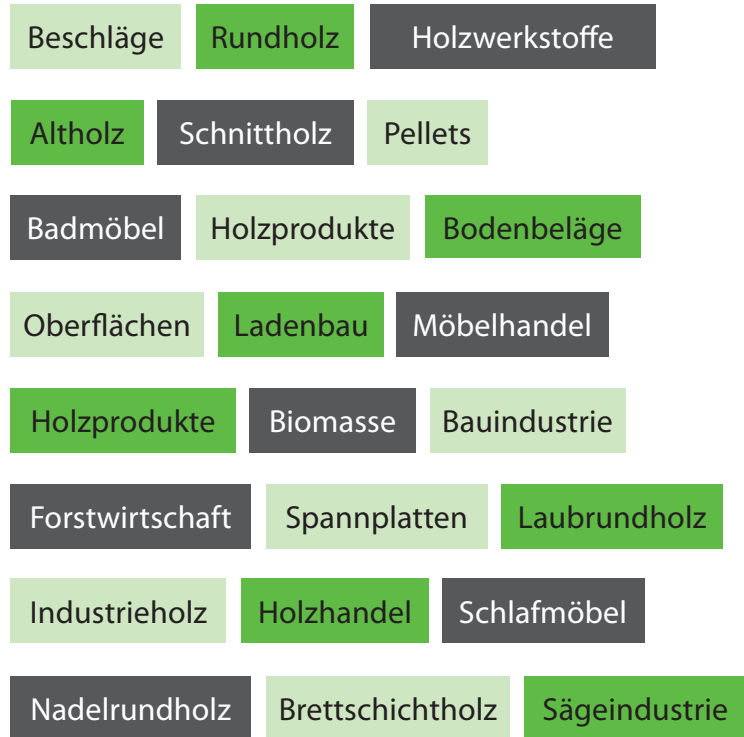 Beschläge Rundholz Holzwerkstoffe
Altholz Schnittholz Pellets
Badmöbel Holzprodukte Bodenbeläge
Oberflächen Ladenbau Möbelhandel
Holzprodukte Biomasse Bauindustrie
Forstwirtschaft Spannplatten Laubrundholz
Industrieholz Holzhandel Schlafmöbel
Nadelrundholz Brettschichtholz Sägeindustrie